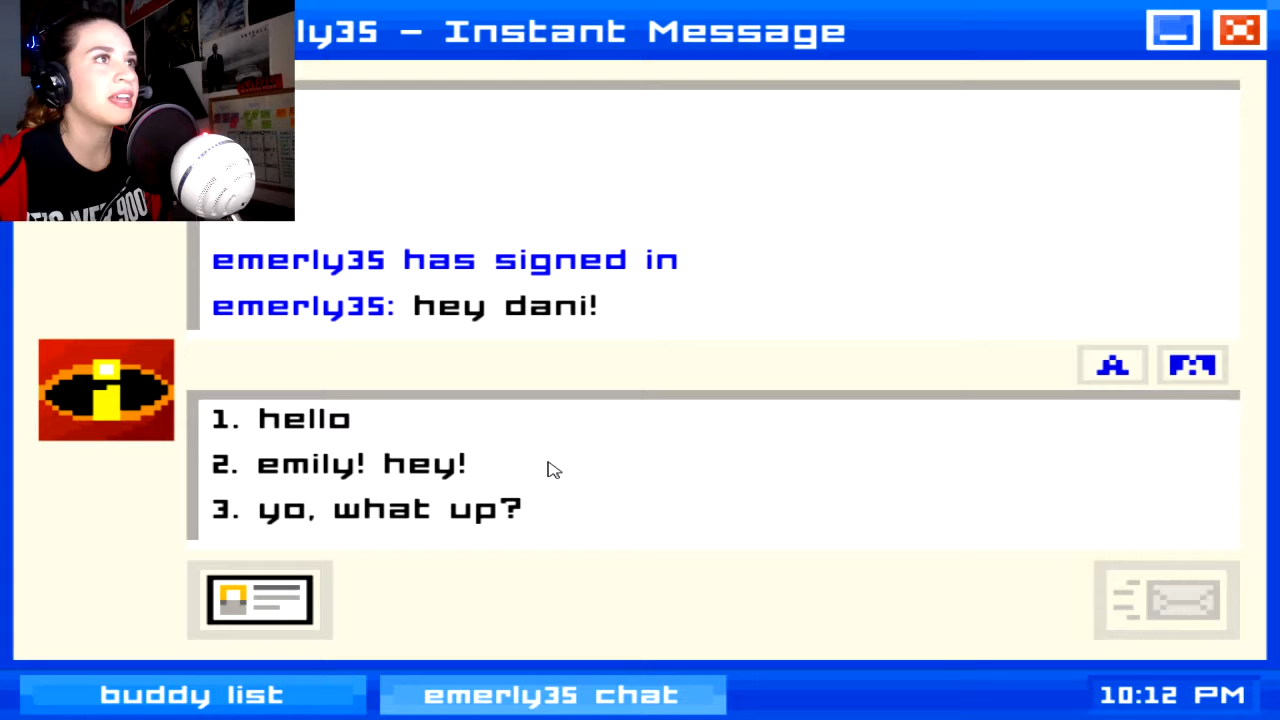 ly35 - Instant Message
emerly35 has signed in
emerly35: hey dani!
A M
1. hello
2. emily! hey!
3. yo, what up?
buddy list
emerly35 chat
10:12 PM